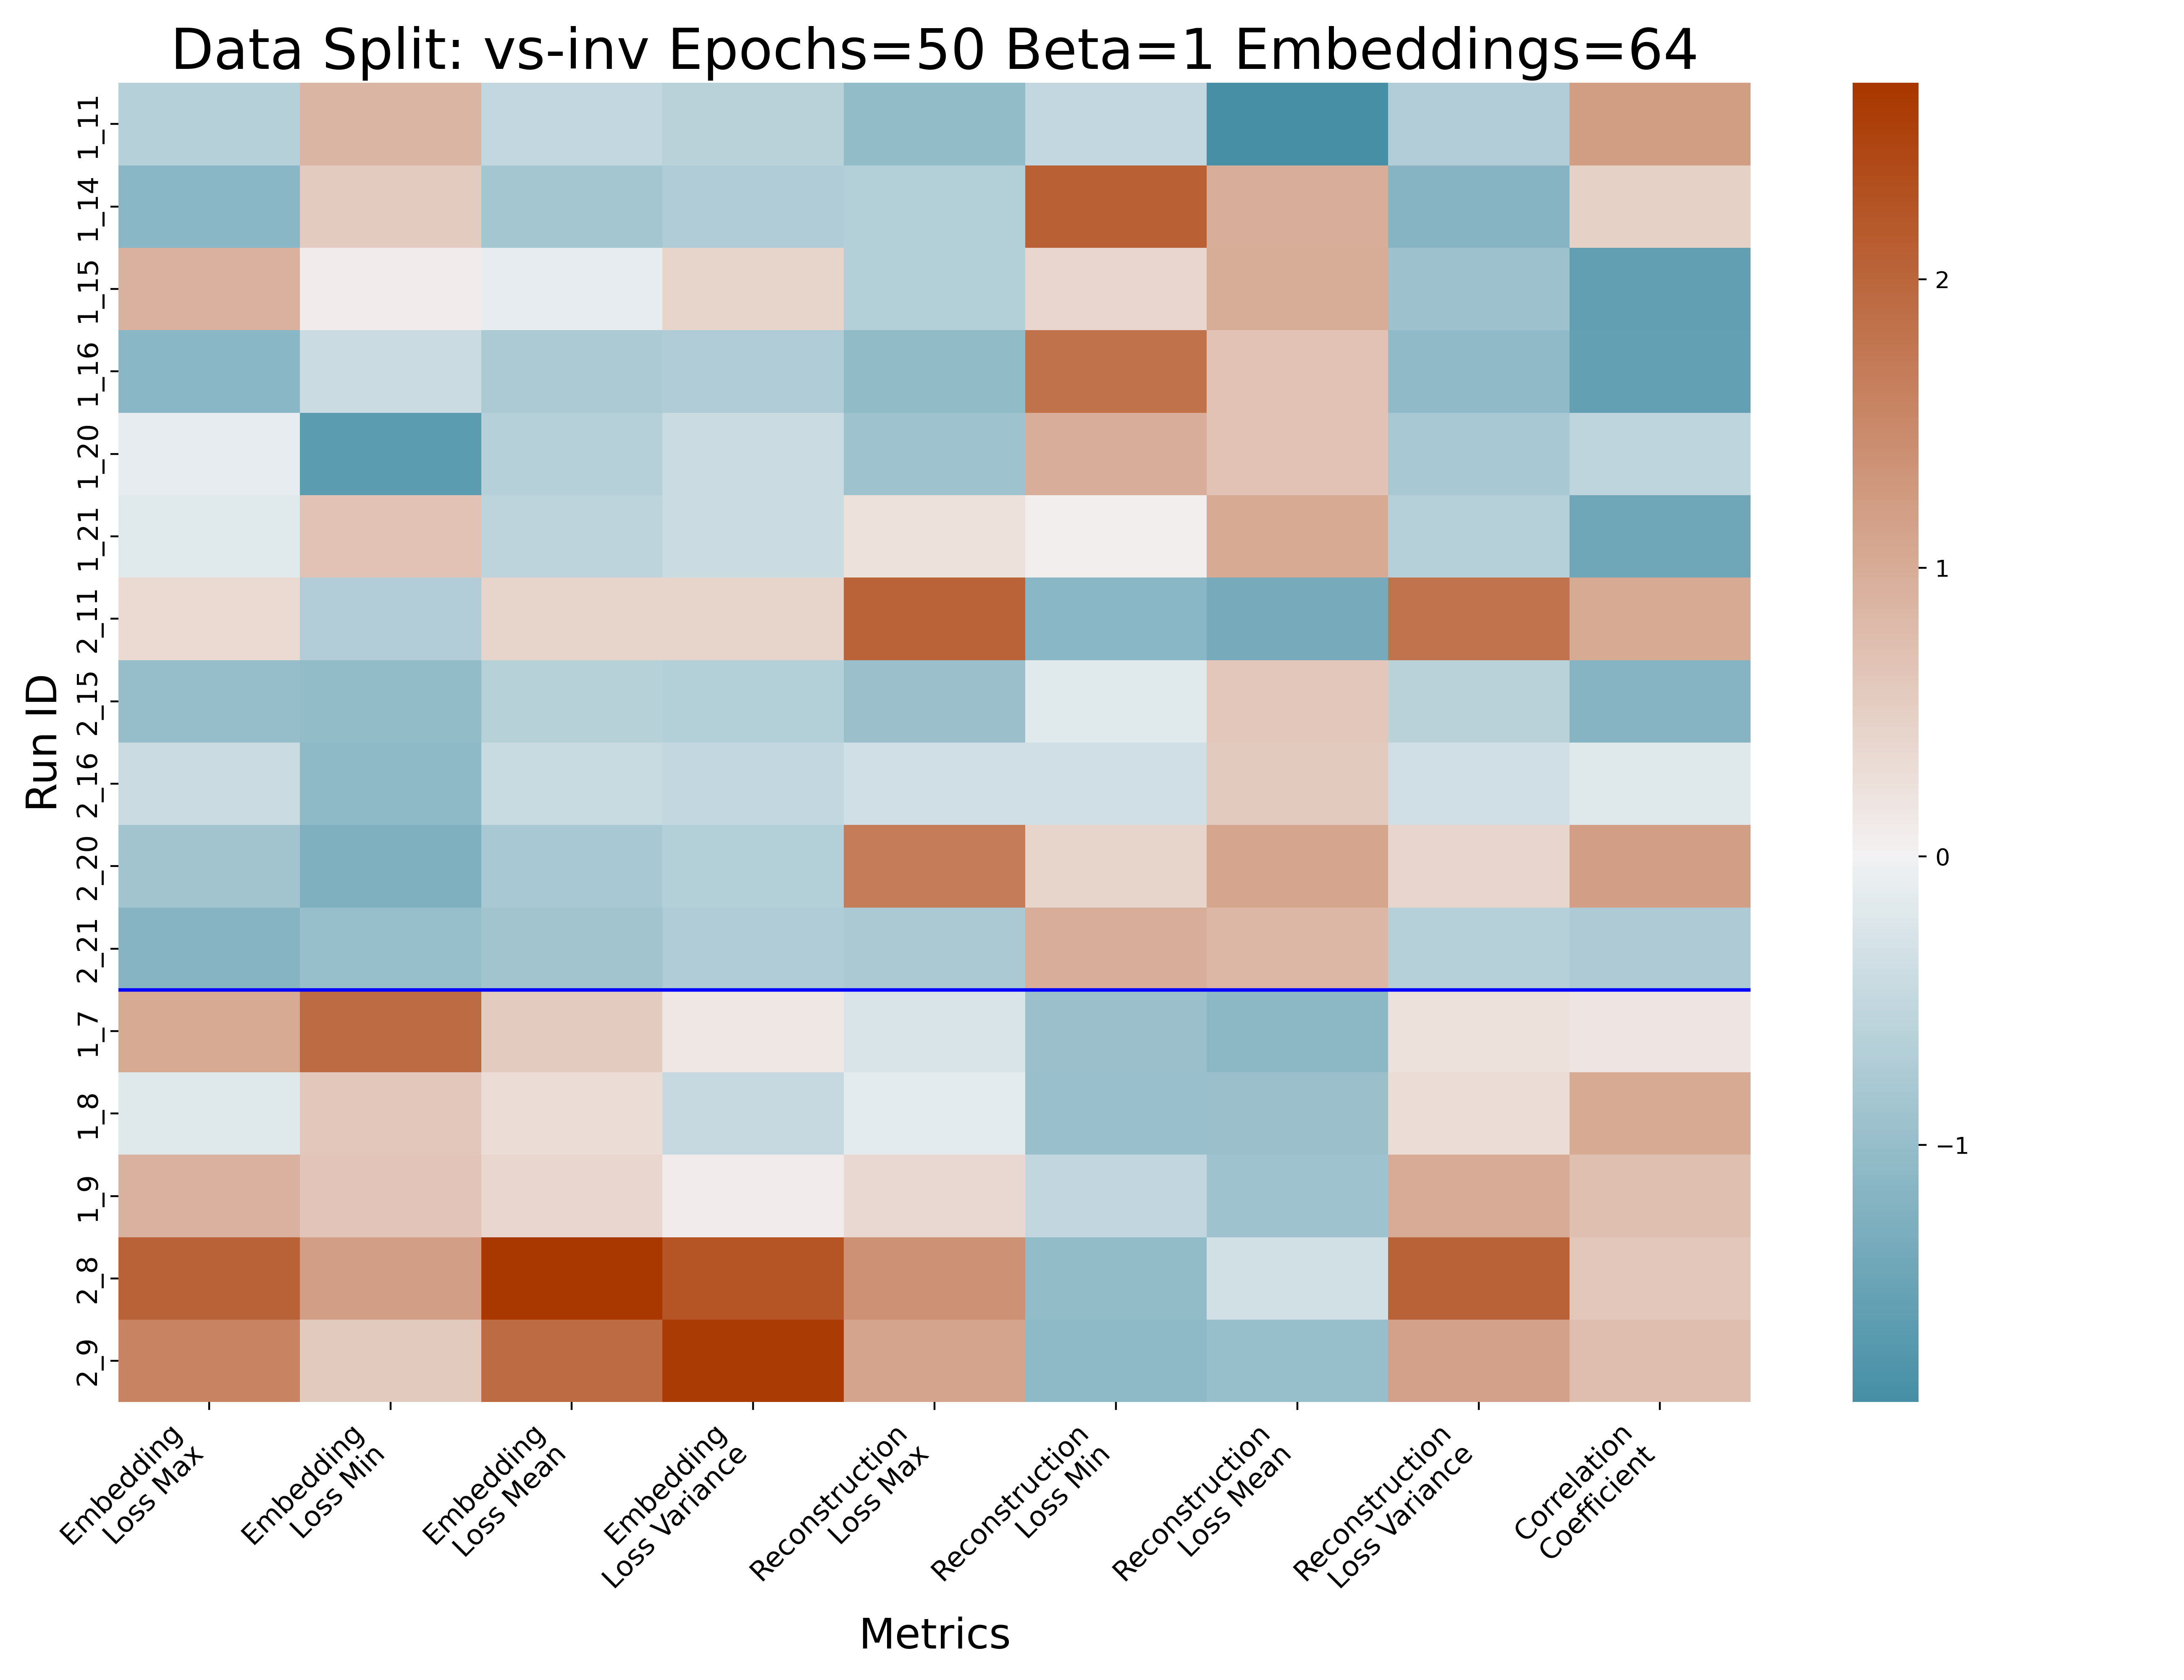 Data Split: vs-inv Epochs=50 Beta=1 Embeddings=64
Run ID
1_11
1_14
1_15
1_16
1_20
1_21
2_11
2_15
2_16
2_20
2_21
1_7
1_8
1_9
2_8
2_9
Embedding
Loss Max
Embedding
Loss Min
Embedding
Loss Mean
Embedding
Loss Variance
Reconstruction
Loss Max
Reconstruction
Loss Min
Reconstruction
Loss Mean
Reconstruction
Loss Variance
Correlation
Coefficient
Metrics
2
1
0
−1